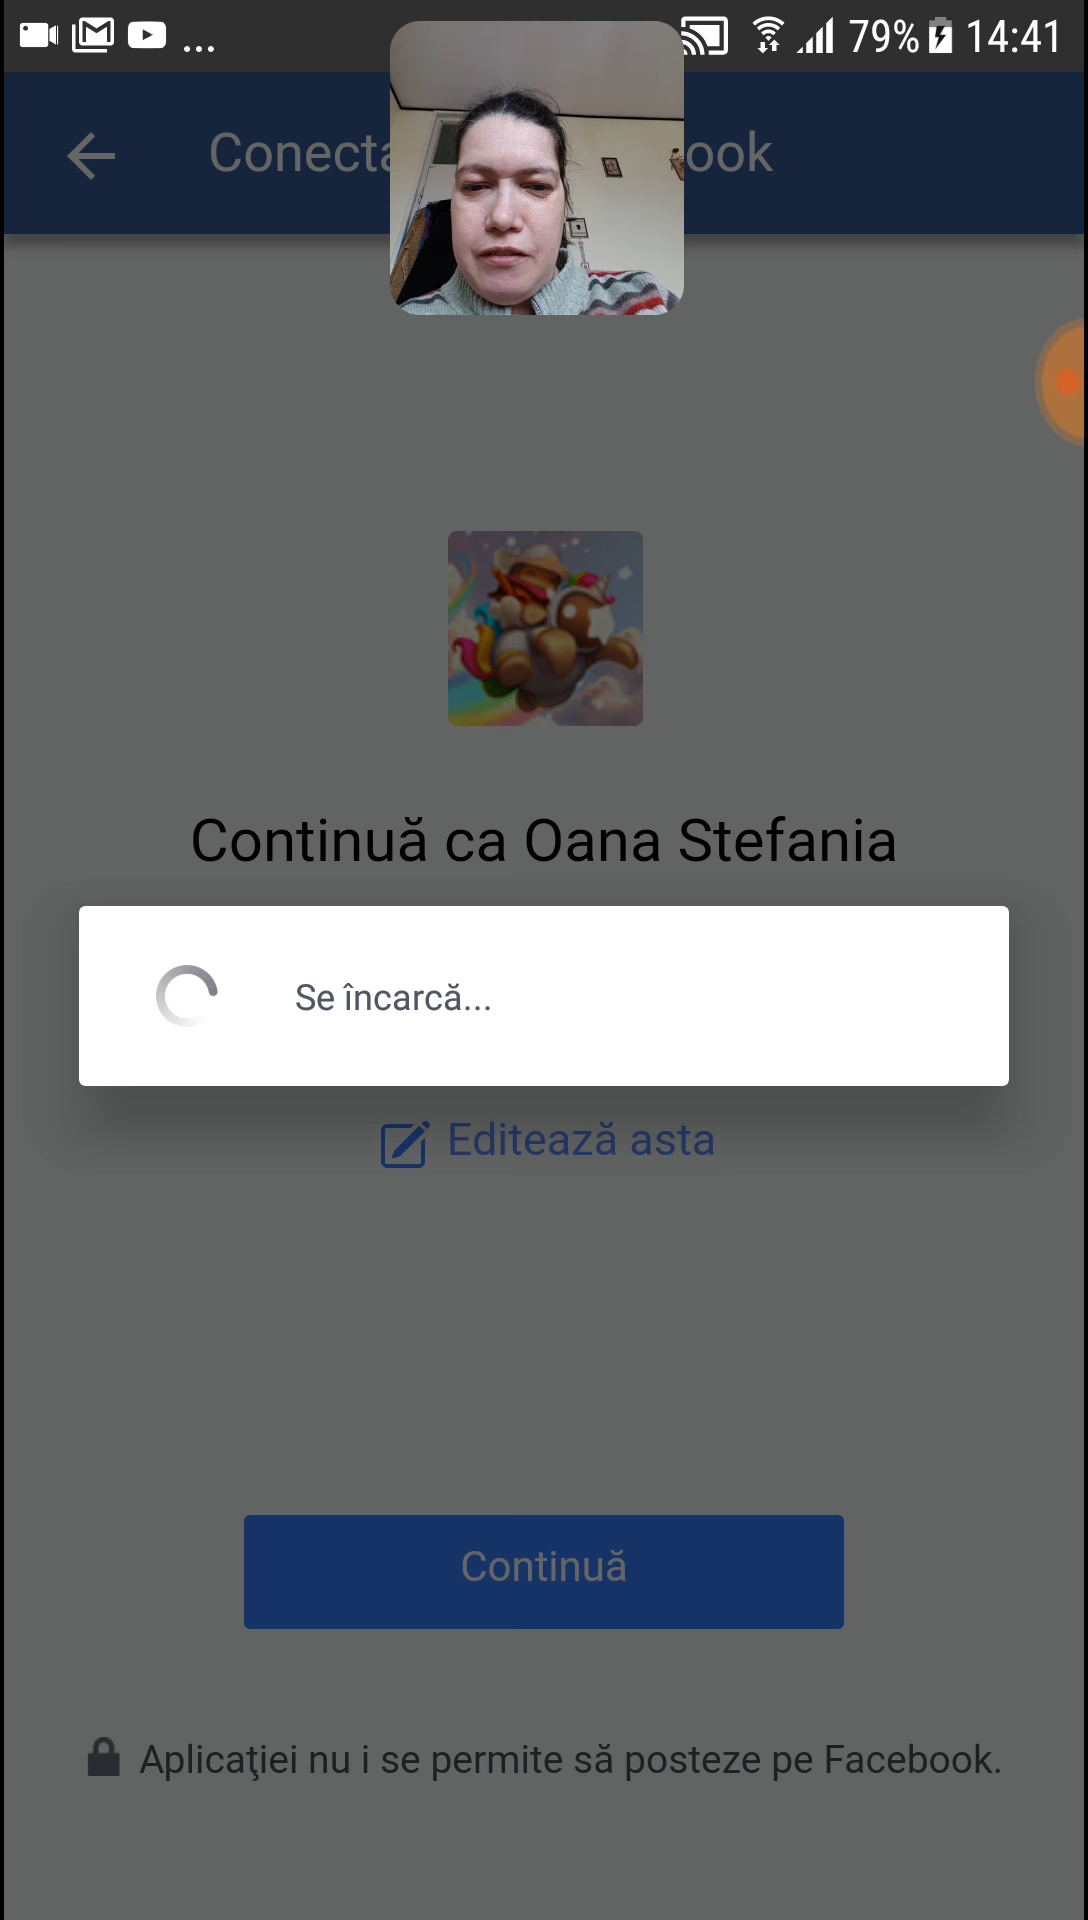 79% 14:41
Conecta ook
Continuă ca Oana Stefania
Se încarcă...
Editează asta
Continuă
Aplicaţiei nu i se permite să posteze pe Facebook.